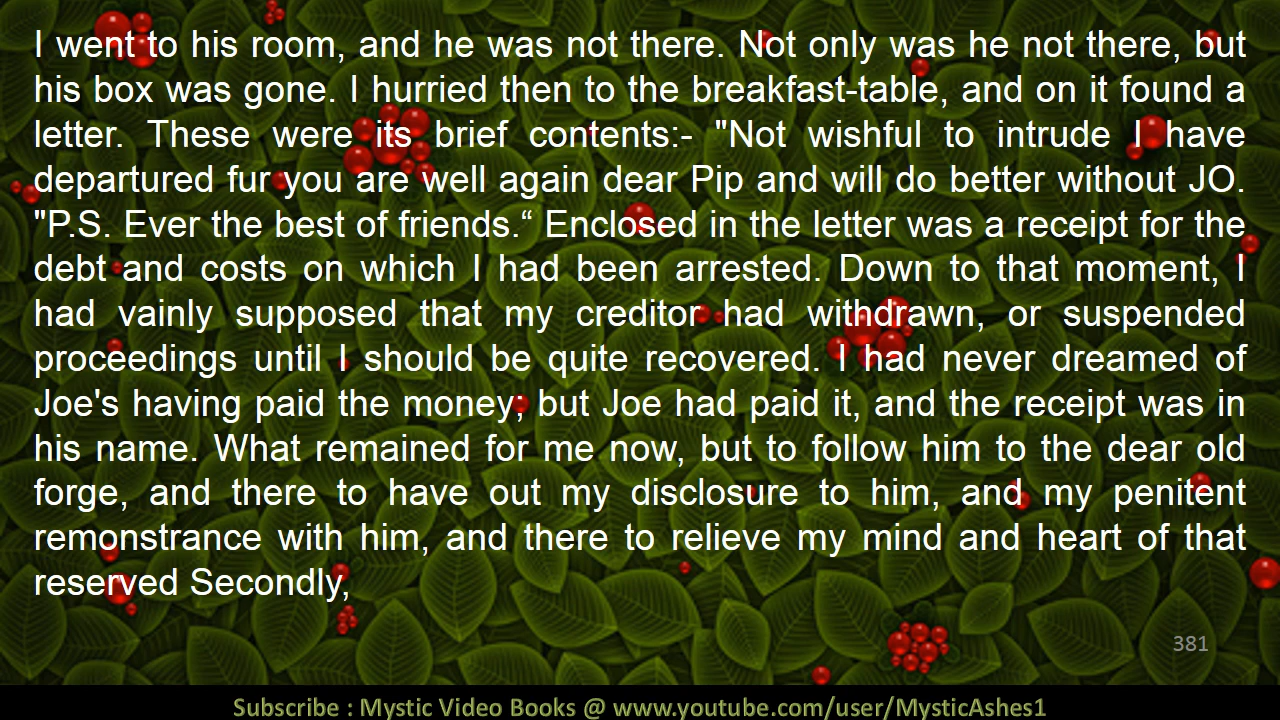 I went to his room, and he was not there. Not only was he not there, but
his box was gone. I hurried then to the breakfast-table, and on it found a
letter. These were its brief contents:- "Not wishful to intrude I have
departured fur you are well again dear Pip and will do better without JO.
"P.S. Ever the best of friends.“ Enclosed in the letter was a receipt for the
debt and costs on which I had been arrested. Down to that moment, I
had vainly supposed that my creditor had withdrawn, or suspended
proceedings until I should be quite recovered. I had never dreamed of
Joe's having paid the money; but Joe had paid it, and the receipt was in
his name. What remained for me now, but to follow him to the dear old
forge, and there to have out my disclosure to him, and my penitent
remonstrance with him, and there to relieve my mind and heart of that
reserved Secondly,
381
Subscribe : Mystic Video Books @ www.youtube.com/user/MysticAshes1